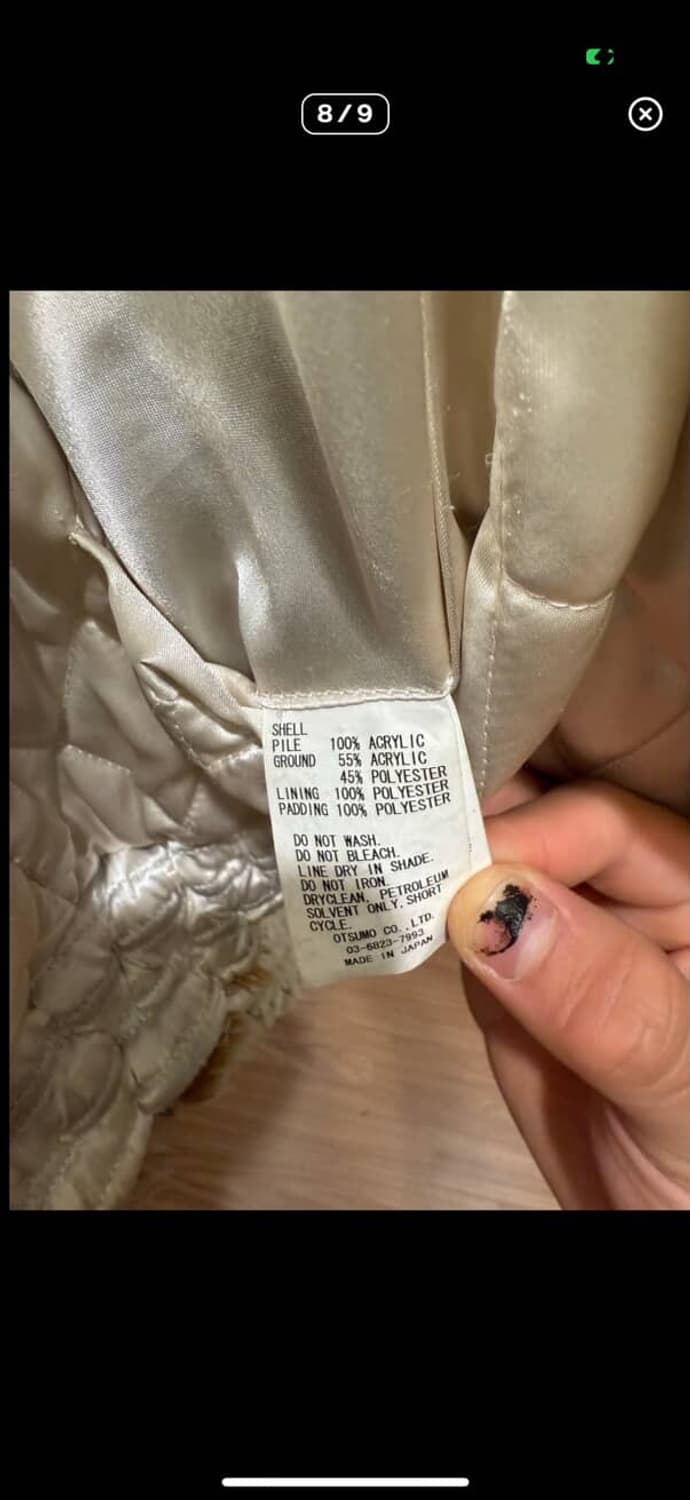 8/9
SHELL
PILE 100% ACRYLIC
GROUND 55% ACRYLIC
45% POLYESTER
LINING 100% POLYESTER
PADDING 100% POLYESTER
DO NOT WASH.
DO NOT BLEACH.
LINE DRY IN SHADE.
DO NOT IRON.
DRYCLEAN, PETROLEUM
SOLVENT ONLY, SHORT
CYCLE.
OTSUMO CO.,LTD.
03-6823-7993
MADE IN JAPAN